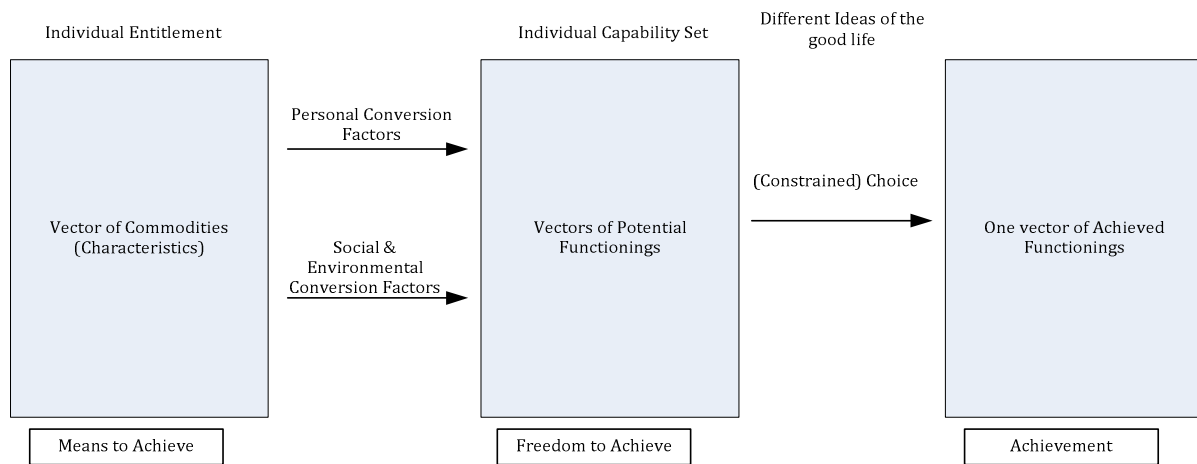 Individual Entitlement
Individual Capability Set
Different Ideas of the
good life
Personal Conversion
Factors
(Constrained) Choice
Vector of Commodities
(Characteristics)
Social &
Environmental
Conversion Factors
Vectors of Potential
Functionings
One vector of Achieved
Functionings
Means to Achieve
Freedom to Achieve
Achievement